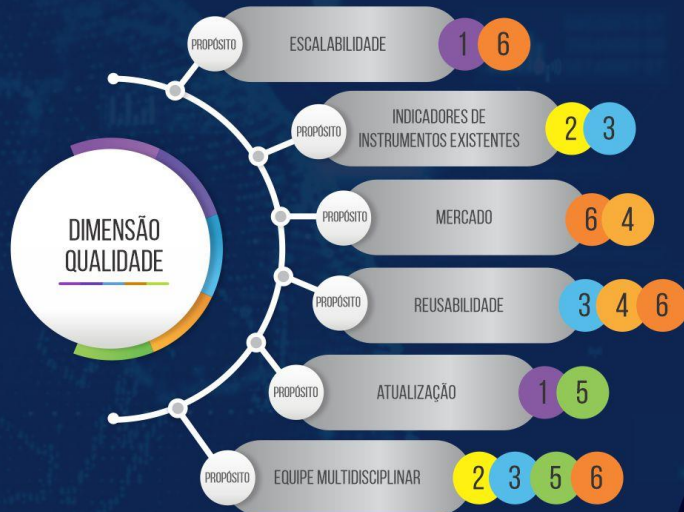 DIMENSÃO
QUALIDADE
PROPÓSITO
ESCALABILIDADE
1 6
PROPÓSITO
INDICADORES DE
INSTRUMENTOS EXISTENTES
2 3
PROPÓSITO
MERCADO
6 4
PROPÓSITO
REUSABILIDADE
3 4 6
PROPÓSITO
ATUALIZAÇÃO
1 5
PROPÓSITO
EQUIPE MULTIDISCIPLINAR
2 3 5 6